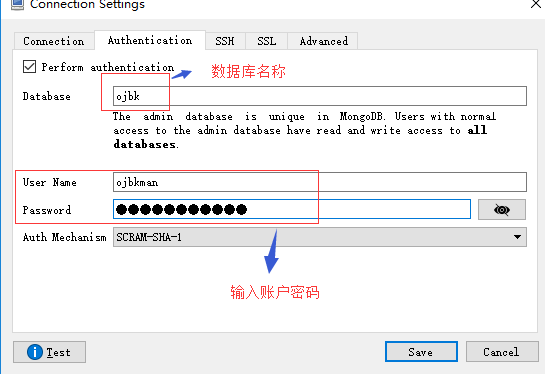 Connection Settings
Connection Authentication SSH SSL Advanced
Perform authentication
数据库名称
Database ojbk
The admin database is unique in MongoDB. Users with normal
access to the admin database have read and write access to all
databases.
User Name ojbkman
Password ●●●●●●●●●●●
Auth Mechanism SCRAM-SHA-1
输入账户密码
Test Save Cancel